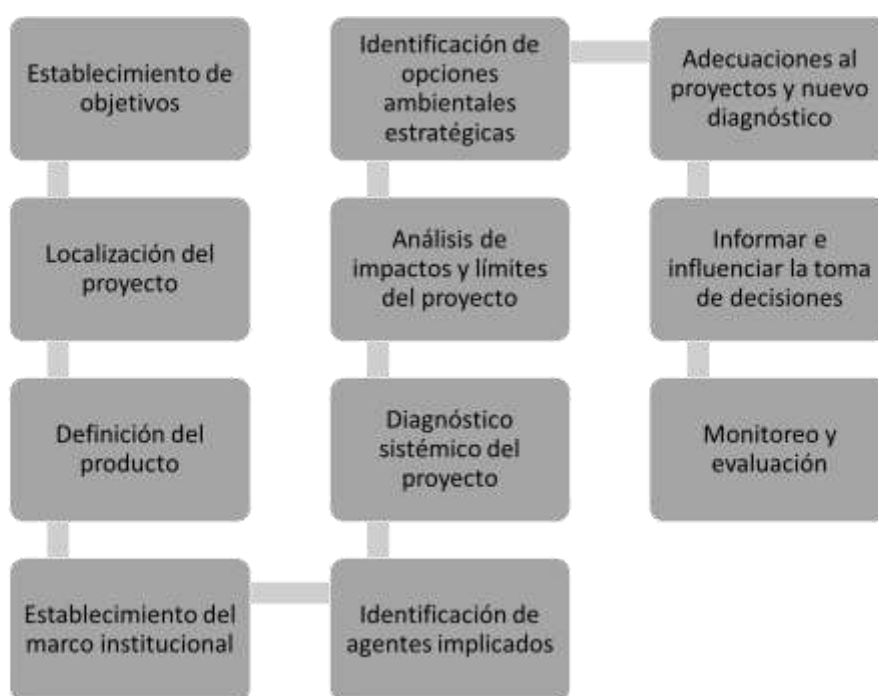 Establecimiento de
objetivos
Localización del
proyecto
Definición del
producto
Establecimiento del
marco institucional
Identificación de
agentes implicados
Diagnóstico
sistémico del
proyecto
Análisis de
impactos y límites
del proyecto
Identificación de
opciones
ambientales
estratégicas
Adecuaciones al
proyectos y nuevo
diagnóstico
Informar e
influenciar la toma
de decisiones
Monitoreo y
evaluación